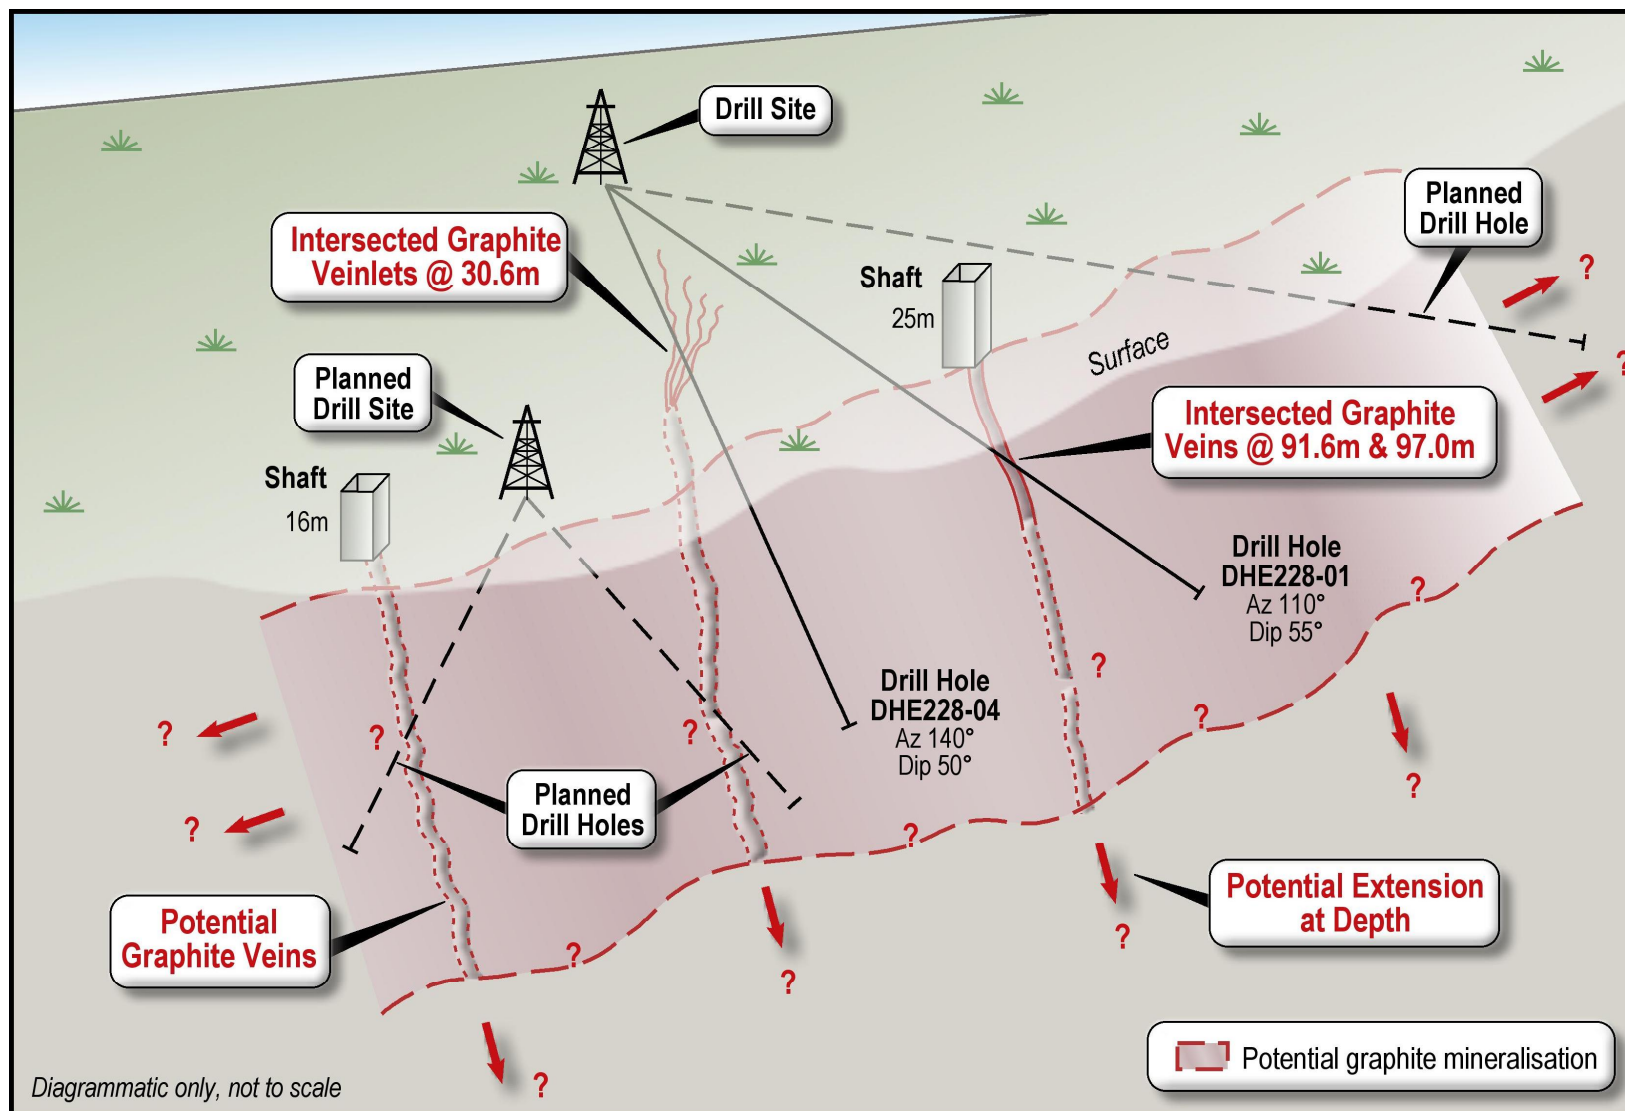 Drill Site
Planned
Drill Hole
Intersected Graphite
Veinlets @ 30.6m
?
Shaft
25m
Surface
?
Planned
Drill Site
Intersected Graphite
Veins @ 91.6m & 97.0m
Shaft
16m
Drill Hole
DHE228-01
Az 110°
Dip 55°
?
?
Drill Hole
DHE228-04
Az 140°
Dip 50°
?
?
?
?
?
Planned
Drill Holes
?
?
Potential
Graphite Veins
Potential Extension
at Depth
?
?
?
?
Potential graphite mineralisation
Diagrammatic only, not to scale